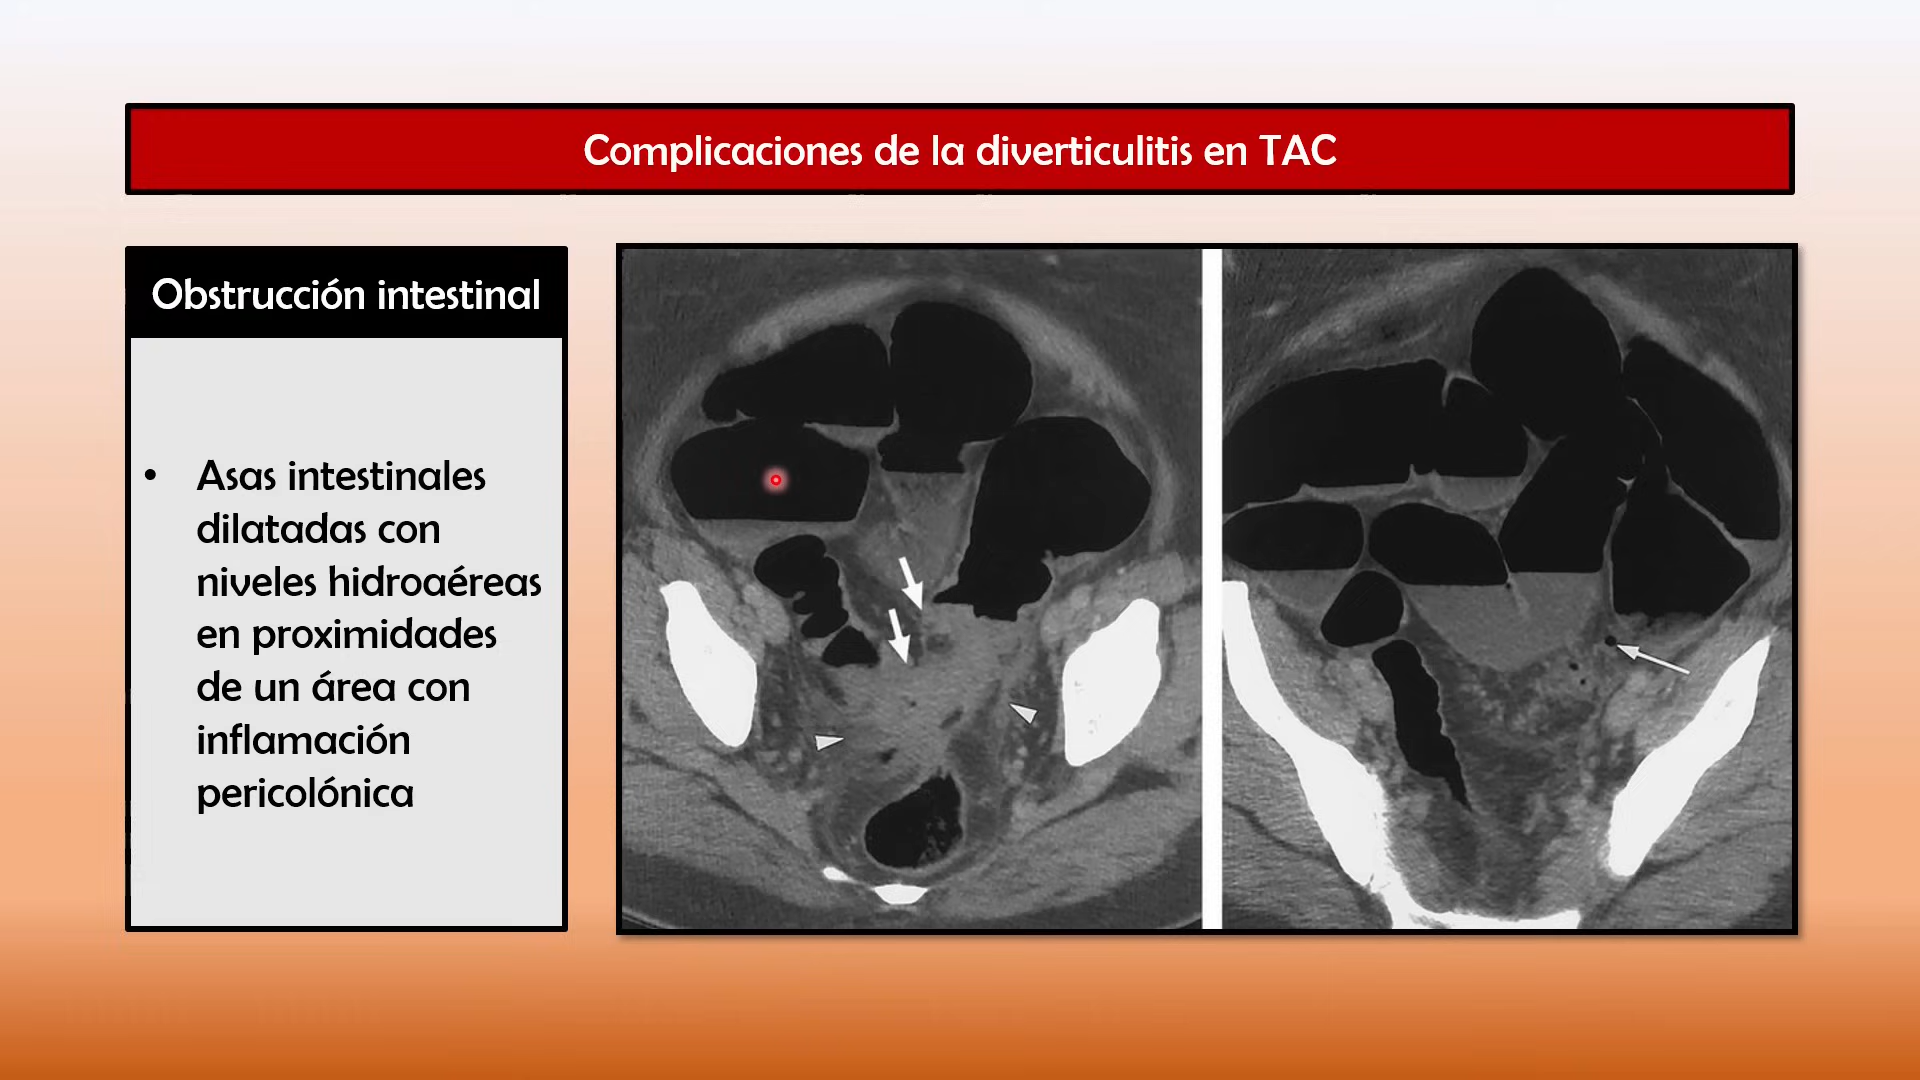 Complicaciones de la diverticulitis en TAC
Obstrucción intestinal
• Asas intestinales
dilatadas con
niveles hidroaéreas
en proximidades
de un área con
inflamación
pericolónica